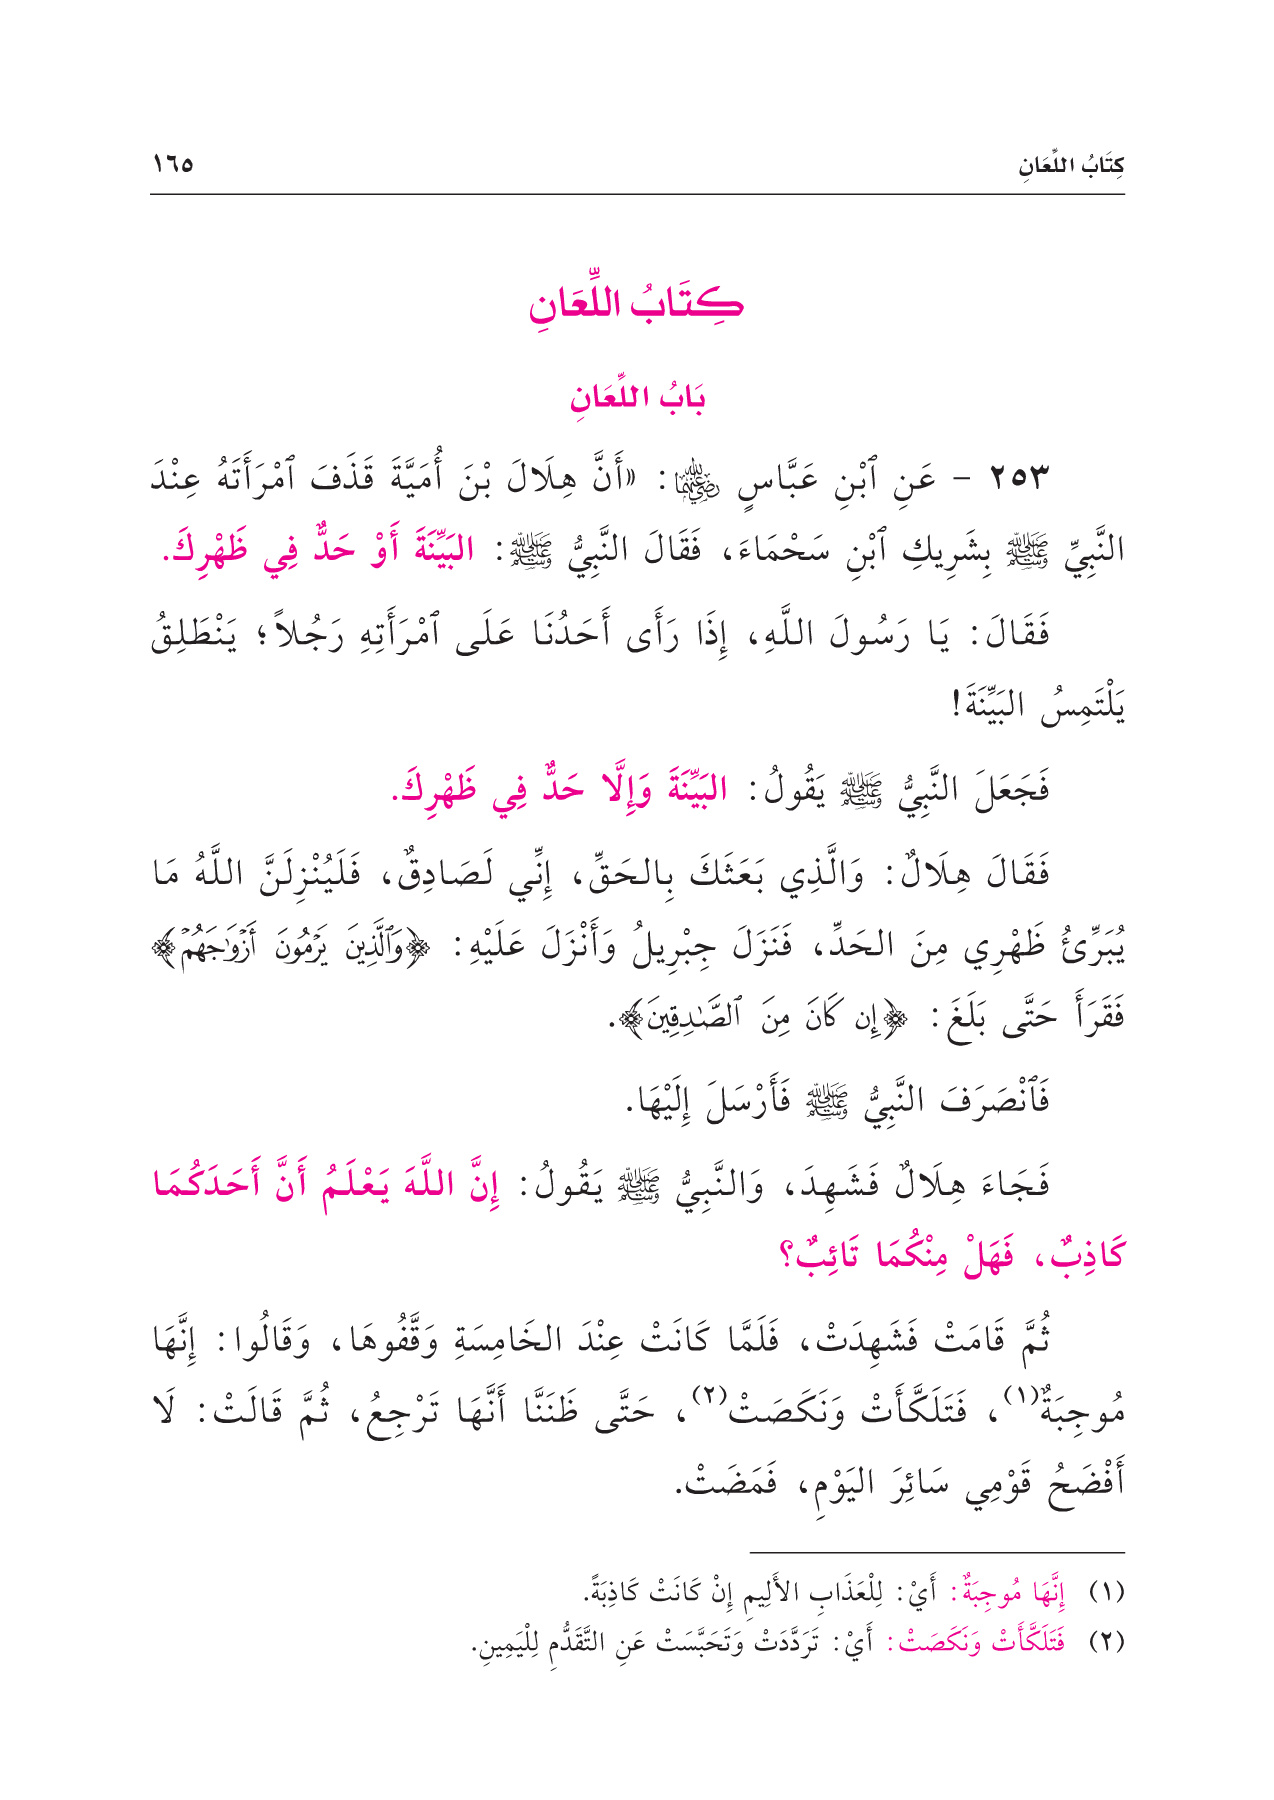 كِتَابُ اللِّعَانِ ١٦٥
كِتَابُ اللِّعَانِ
بَابُ اللِّعَانِ
٢٥٣ - عَنِ ٱبْنِ عَبَّاسٍ رضي الله عنهما: «أَنَّ هِلَالَ بْنَ أُمَيَّةَ قَذَفَ ٱمْرَأَتَهُ عِنْدَ
النَّبِيِّ ﷺ بِشَرِيكِ ٱبْنِ سَحْمَاءَ، فَقَالَ النَّبِيُّ ﷺ: البَيِّنَةَ أَوْ حَدٌّ فِي ظَهْرِكَ.
فَقَالَ: يَا رَسُولَ اللَّهِ، إِذَا رَأَى أَحَدُنَا عَلَى ٱمْرَأَتِهِ رَجُلاً؛ يَنْطَلِقُ
يَلْتَمِسُ البَيِّنَةَ!
فَجَعَلَ النَّبِيُّ ﷺ يَقُولُ: البَيِّنَةَ وَإِلَّا حَدٌّ فِي ظَهْرِكَ.
فَقَالَ هِلَالٌ: وَالَّذِي بَعَثَكَ بِالحَقِّ، إِنِّي لَصَادِقٌ، فَلَيُنْزِلَنَّ اللَّهُ مَا
يُبَرِّئُ ظَهْرِي مِنَ الحَدِّ، فَنَزَلَ جِبْرِيلُ وَأَنْزَلَ عَلَيْهِ: ﴿وَٱلَّذِينَ يَرْمُونَ أَزْوَٰجَهُمْ﴾
فَقَرَأَ حَتَّى بَلَغَ: ﴿إِن كَانَ مِنَ ٱلصَّٰدِقِينَ﴾.
فَٱنْصَرَفَ النَّبِيُّ ﷺ فَأَرْسَلَ إِلَيْهَا.
فَجَاءَ هِلَالٌ فَشَهِدَ، وَالنَّبِيُّ ﷺ يَقُولُ: إِنَّ اللَّهَ يَعْلَمُ أَنَّ أَحَدَكُمَا
كَاذِبٌ، فَهَلْ مِنْكُمَا تَائِبٌ؟
ثُمَّ قَامَتْ فَشَهِدَتْ، فَلَمَّا كَانَتْ عِنْدَ الخَامِسَةِ وَقَّفُوهَا، وَقَالُوا: إِنَّهَا
مُوجِبَةٌ(١)، فَتَلَكَّأَتْ وَنَكَصَتْ(٢)، حَتَّى ظَنَنَّا أَنَّهَا تَرْجِعُ، ثُمَّ قَالَتْ: لَا
أَفْضَحُ قَوْمِي سَائِرَ اليَوْمِ، فَمَضَتْ.
(١) إِنَّهَا مُوجِبَةٌ: أَيْ: لِلْعَذَابِ الأَلِيمِ إِنْ كَانَتْ كَاذِبَةً.
(٢) فَتَلَكَّأَتْ وَنَكَصَتْ: أَيْ: تَرَدَّدَتْ وَتَحَبَّسَتْ عَنِ التَّقَدُّمِ لِلْيَمِينِ.